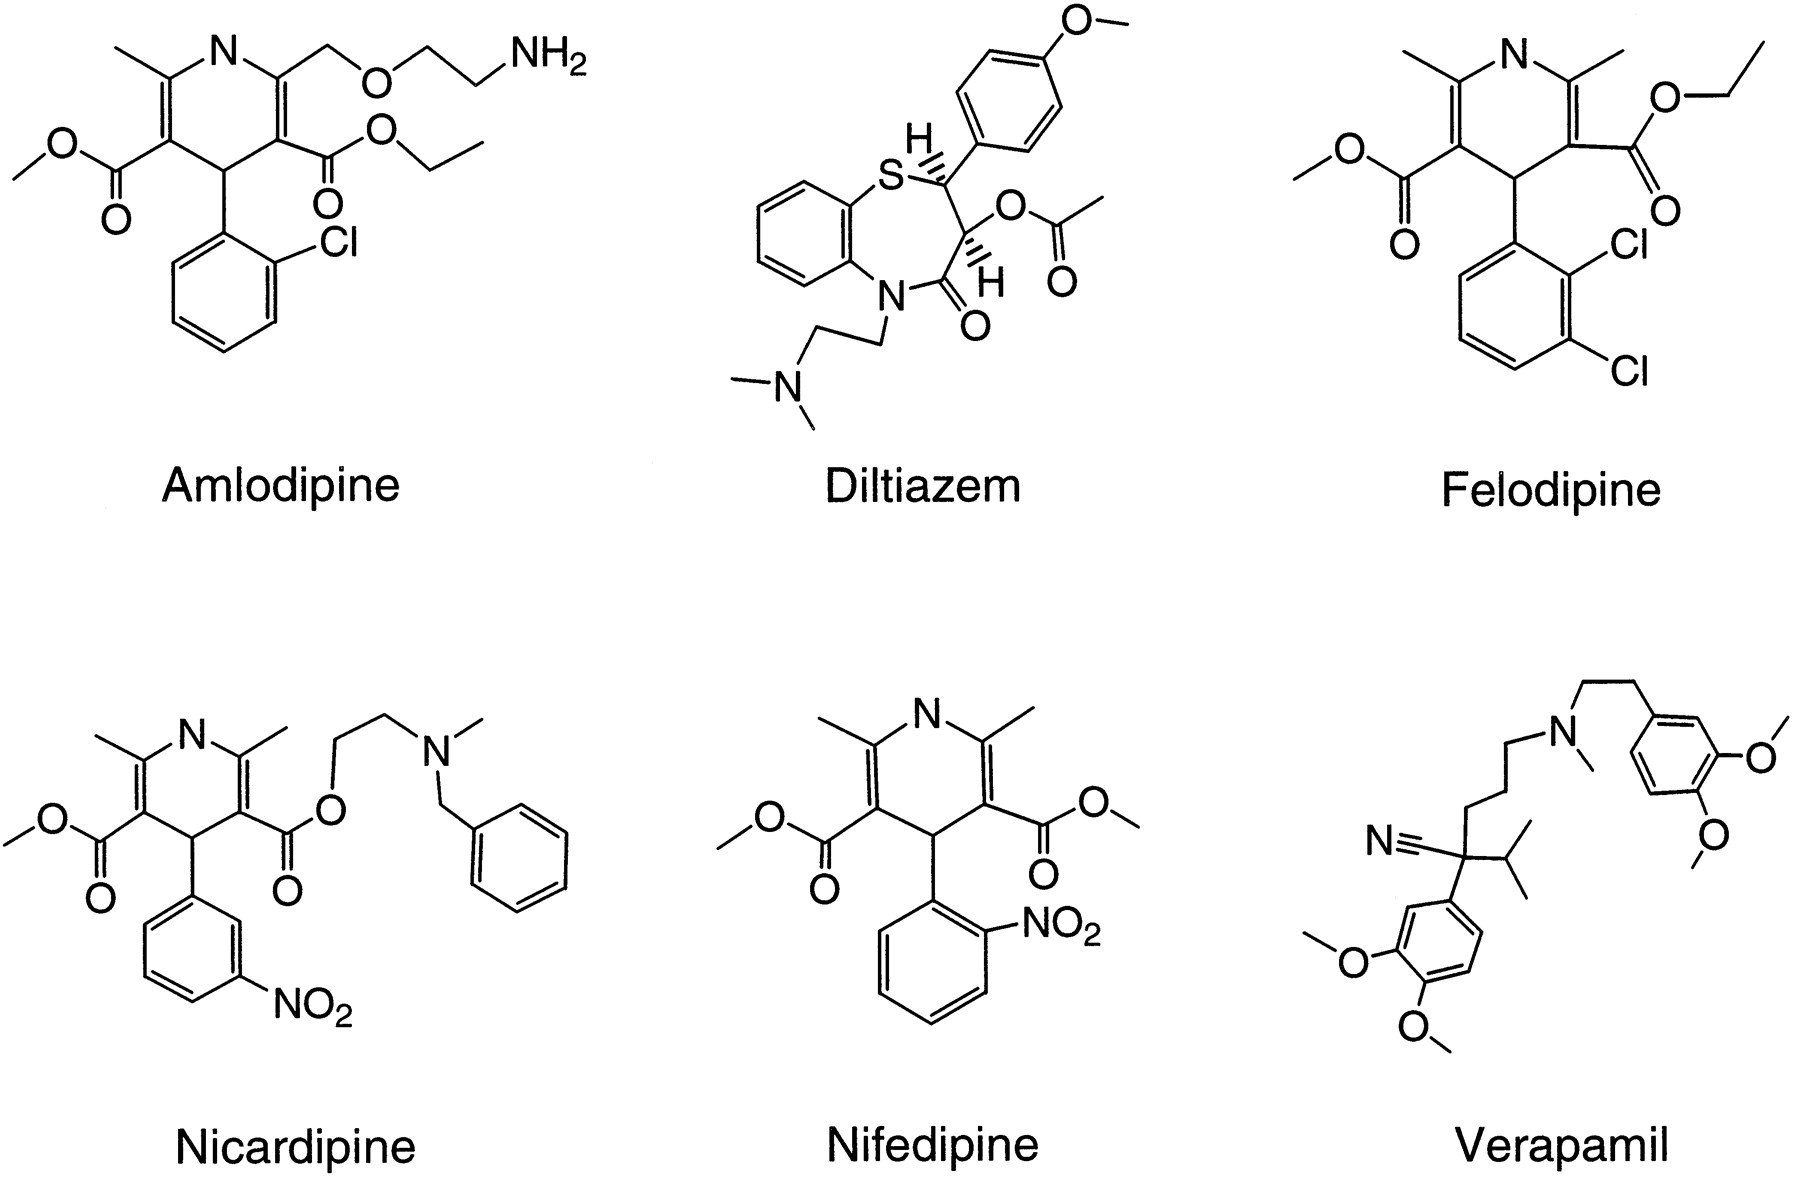 N
O
NH2
O
O
O
O
O
Cl
Amlodipine
O
H
S
O
H
O
N
O
N
Diltiazem
N
O
O
O
O
Cl
Cl
Felodipine
N
N
O
O
O
O
NO2
Nicardipine
N
O
O
O
O
NO2
Nifedipine
N
O
O
N
O
O
Verapamil